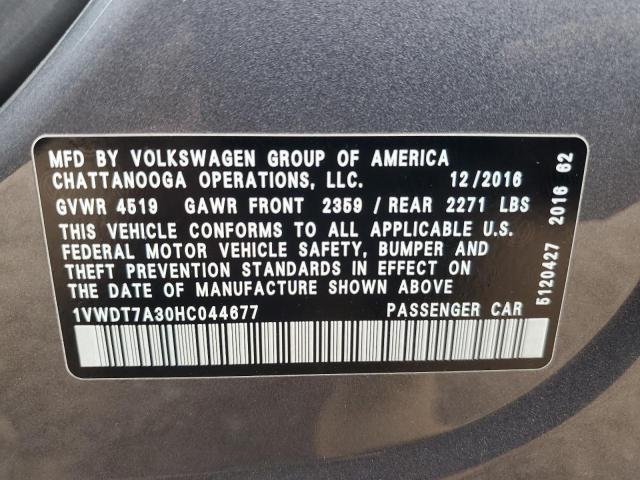 MFD BY VOLKSWAGEN GROUP OF AMERICA
CHATTANOOGA OPERATIONS, LLC. 12/2016
GVWR 4519 GAWR FRONT 2359 / REAR 2271 LBS
THIS VEHICLE CONFORMS TO ALL APPLICABLE U.S.
FEDERAL MOTOR VEHICLE SAFETY, BUMPER AND
THEFT PREVENTION STANDARDS IN EFFECT ON
THE DATE OF MANUFACTURE SHOWN ABOVE
1VWDT7A30HC044677 PASSENGER CAR
5120427 2016 62